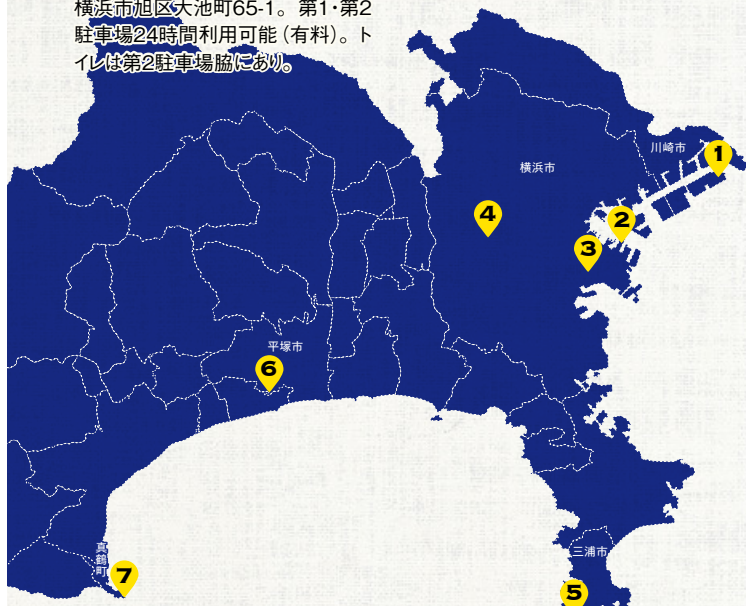 横浜市旭区大池町65-1。第1・第2
駐車場24時間利用可能（有料）。ト
イレは第2駐車場脇にあり。
川崎市
1
横浜市
4
2
3
平塚市
6
真鶴町
7
三浦市
5